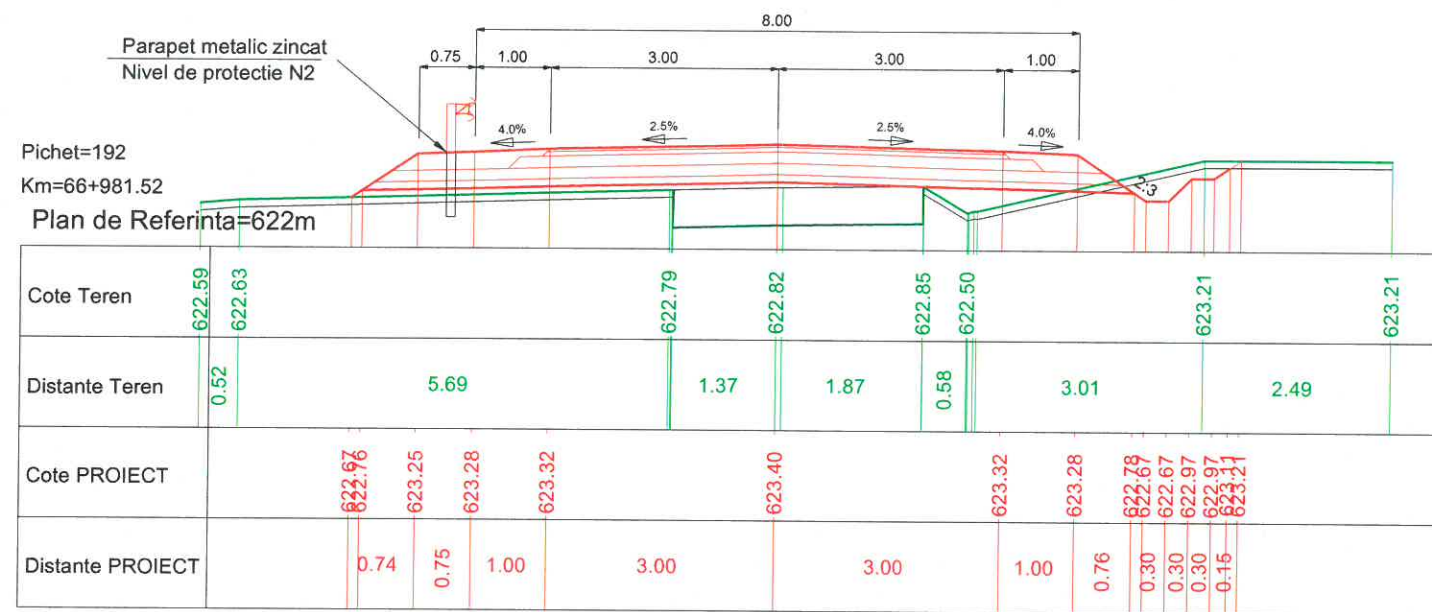 8.00
Parapet metalic zincat
Nivel de protectie N2
0.75 1.00 3.00 3.00 1.00
4.0% 2.5% 2.5% 4.0%
Pichet=192
Km=66+981.52
2:3
Plan de Referinta=622m
Cote Teren 622.59 622.63 622.79 622.82 622.85 622.50 623.21 623.21
Distante Teren 0.52 5.69 1.37 1.87 0.58 3.01 2.49
Cote PROIECT 622.67 622.76 623.25 623.28 623.32 623.40 623.32 623.28 622.78 622.67 622.67 622.97 622.97 623.11 623.21
Distante PROIECT 0.74 0.75 1.00 3.00 3.00 1.00 0.76 0.30 0.30 0.30 0.15